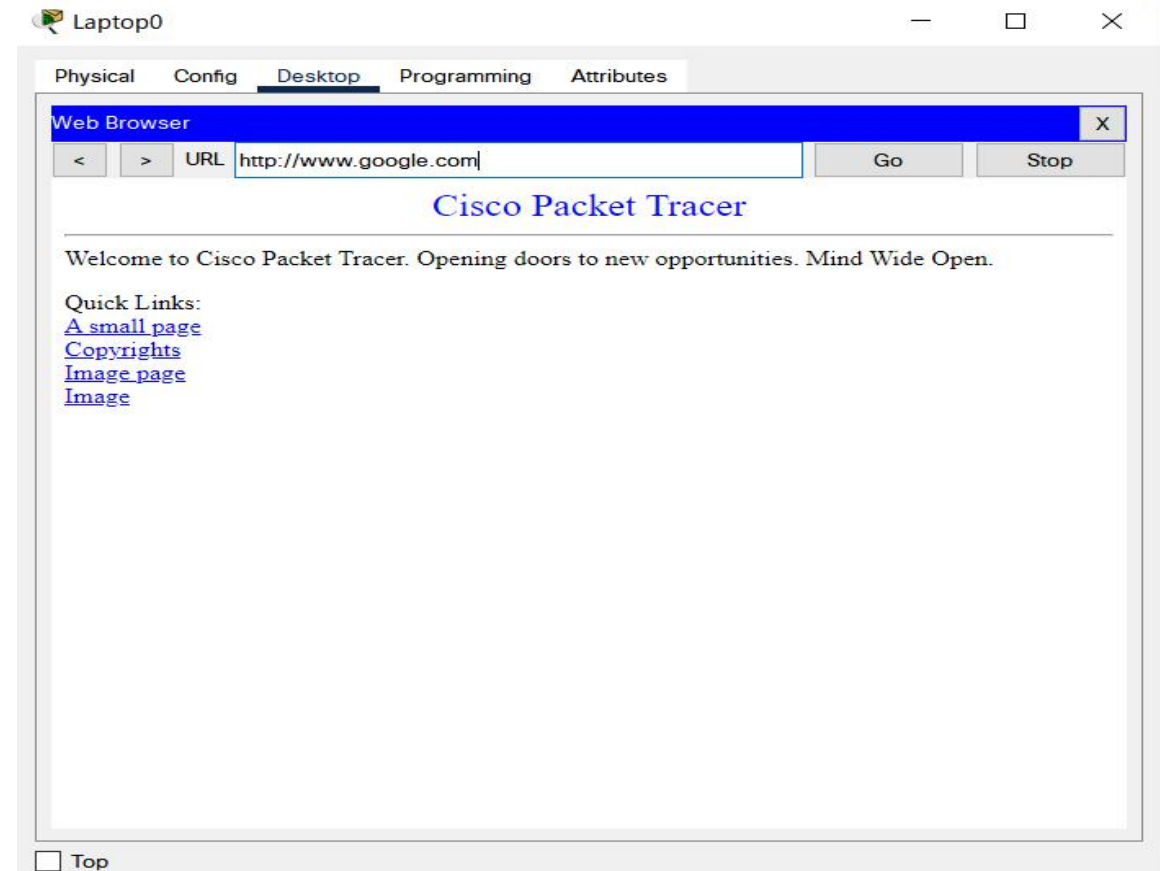 Laptop0
Physical Config Desktop Programming Attributes
Web Browser X
< > URL http://www.google.com Go Stop
Cisco Packet Tracer
Welcome to Cisco Packet Tracer. Opening doors to new opportunities. Mind Wide Open.
Quick Links:
A small page
Copyrights
Image page
Image
Top